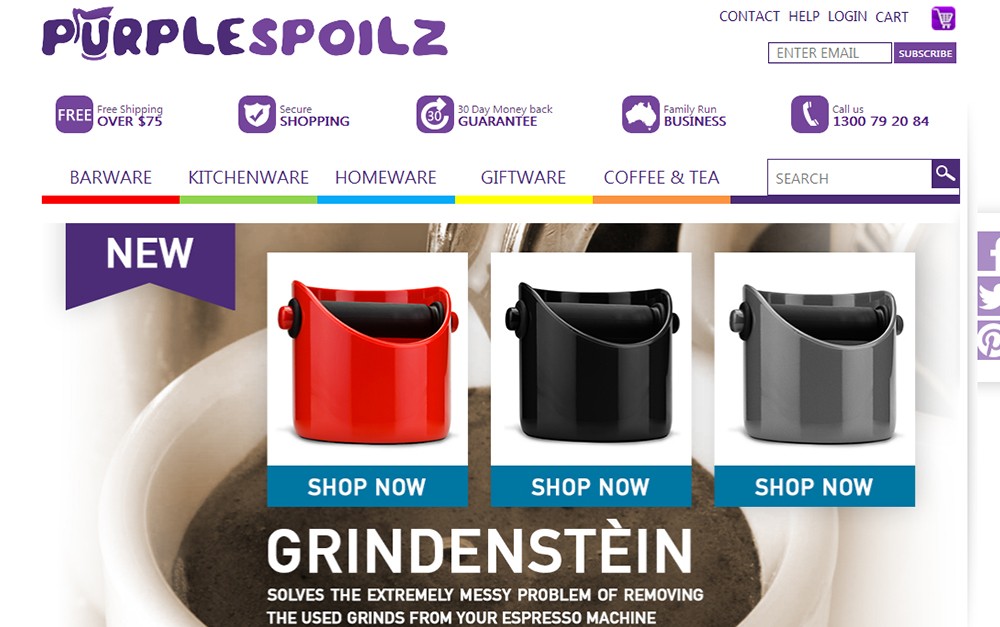 PURPLESPOILZ
CONTACT HELP LOGIN CART
ENTER EMAIL SUBSCRIBE
FREE Free Shipping
OVER $75
Secure
SHOPPING
30 30 Day Money back
GUARANTEE
Family Run
BUSINESS
Call us
1300 79 20 84
BARWARE KITCHENWARE HOMEWARE GIFTWARE COFFEE & TEA SEARCH
NEW
SHOP NOW SHOP NOW SHOP NOW
GRINDENSTÈIN
SOLVES THE EXTREMELY MESSY PROBLEM OF REMOVING
THE USED GRINDS FROM YOUR ESPRESSO MACHINE